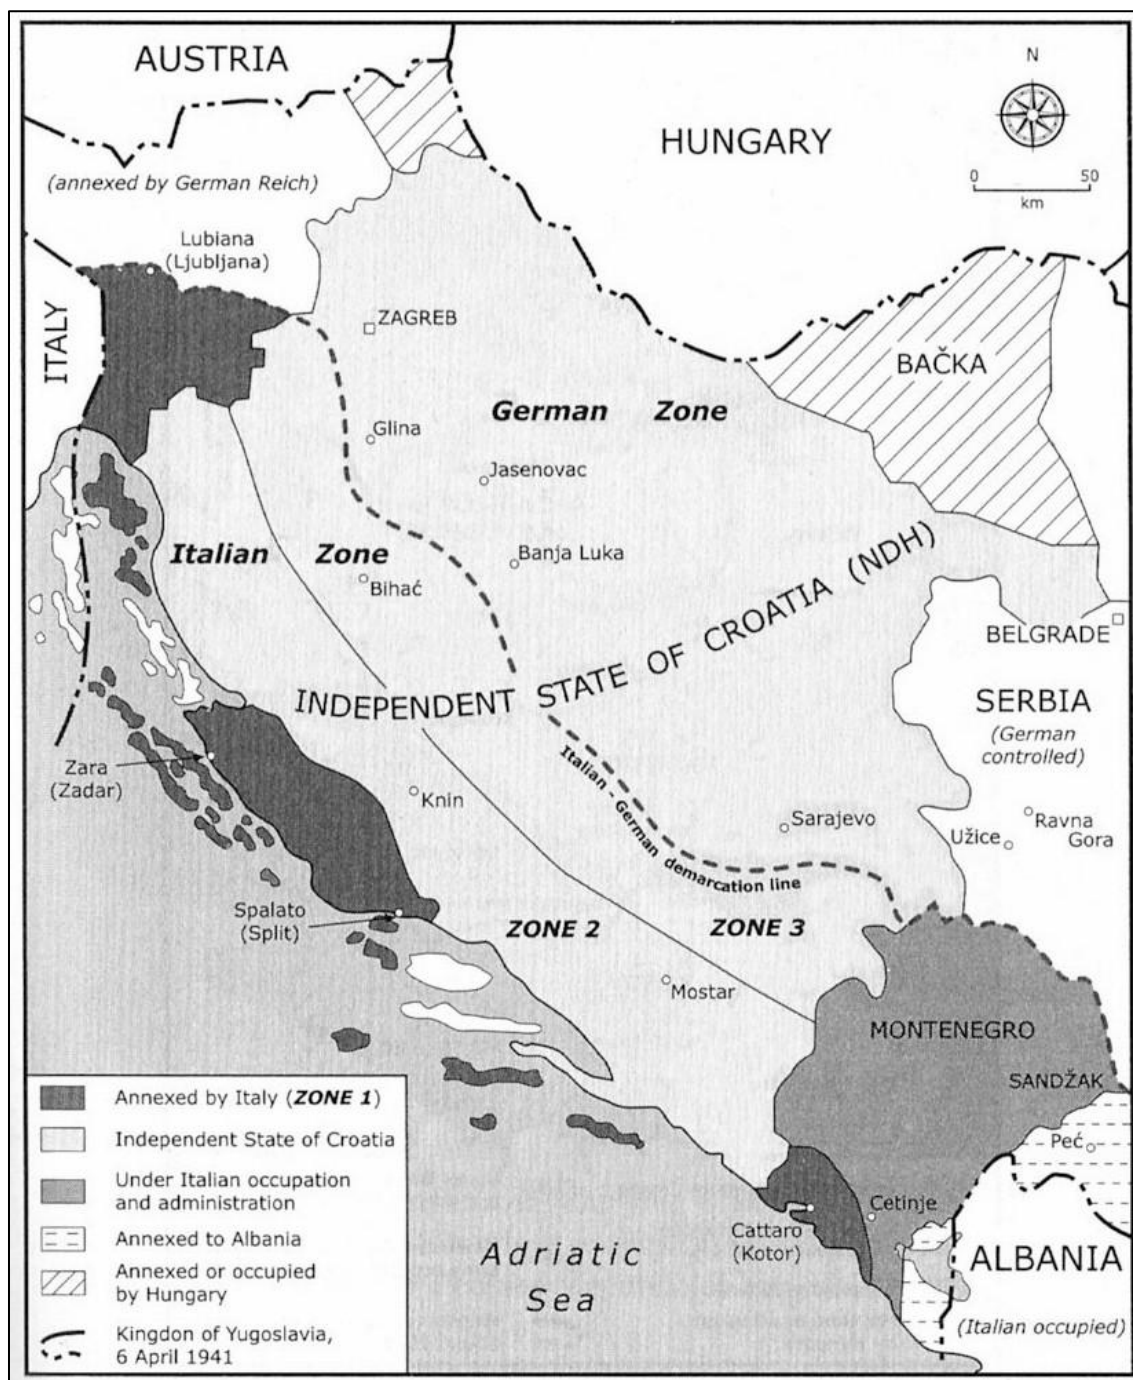 AUSTRIA
N
HUNGARY
(annexed by German Reich)
0 50
km
Lubiana
(Ljubljana)
ITALY
ZAGREB
BAČKA
German Zone
Glina
Jasenovac
Italian Zone
Banja Luka
Bihać
INDEPENDENT STATE OF CROATIA (NDH)
BELGRADE
SERBIA
(German
controlled)
Zara
(Zadar)
Knin
Italian - German demarcation line
Sarajevo
Ravna
Gora
Užice
Spalato
(Split)
ZONE 2
ZONE 3
Mostar
MONTENEGRO
SANDŽAK
Peć
Cetinje
Cattaro
(Kotor)
Adriatic
Sea
ALBANIA
(Italian occupied)
Annexed by Italy (ZONE 1)
Independent State of Croatia
Under Italian occupation
and administration
Annexed to Albania
Annexed or occupied
by Hungary
Kingdon of Yugoslavia,
6 April 1941